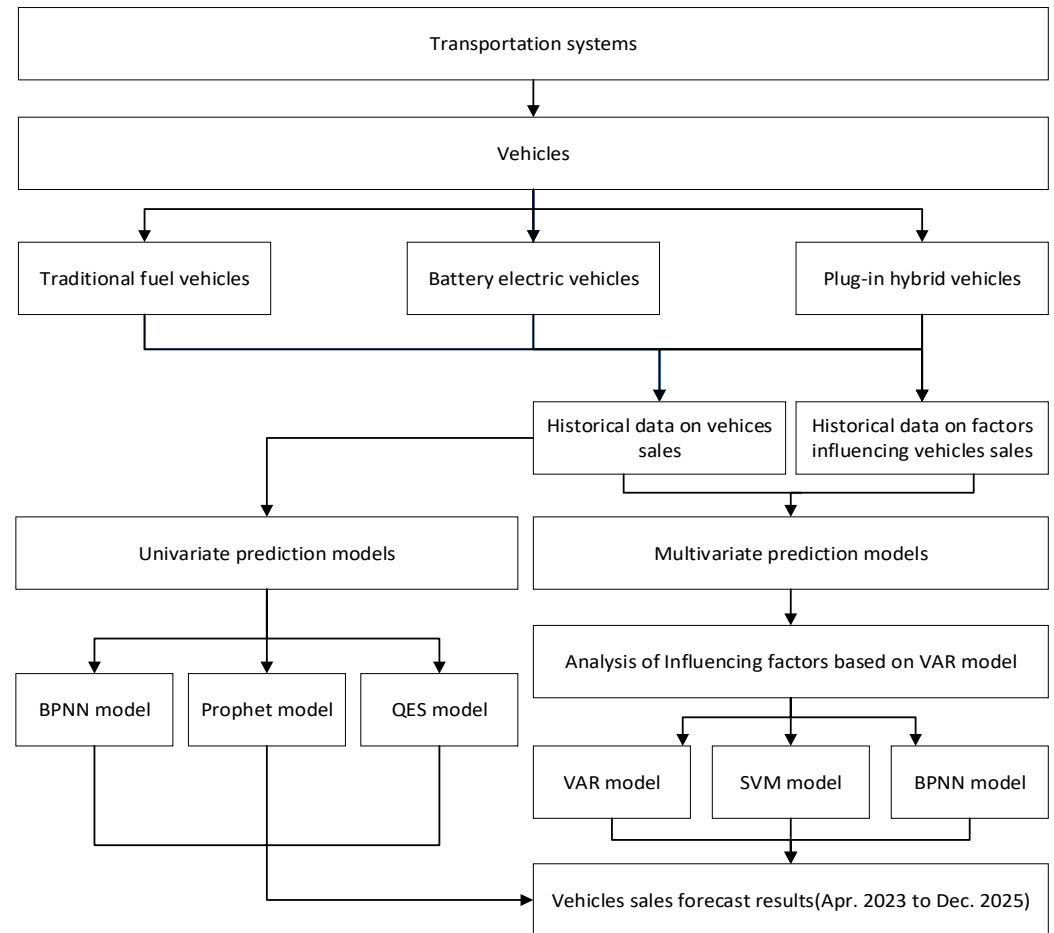 Transportation systems
Vehicles
Traditional fuel vehicles
Battery electric vehicles
Plug-in hybrid vehicles
Historical data on vehices
sales
Historical data on factors
influencing vehicles sales
Univariate prediction models
Multivariate prediction models
Analysis of Influencing factors based on VAR model
BPNN model
Prophet model
QES model
VAR model
SVM model
BPNN model
Vehicles sales forecast results(Apr. 2023 to Dec. 2025)